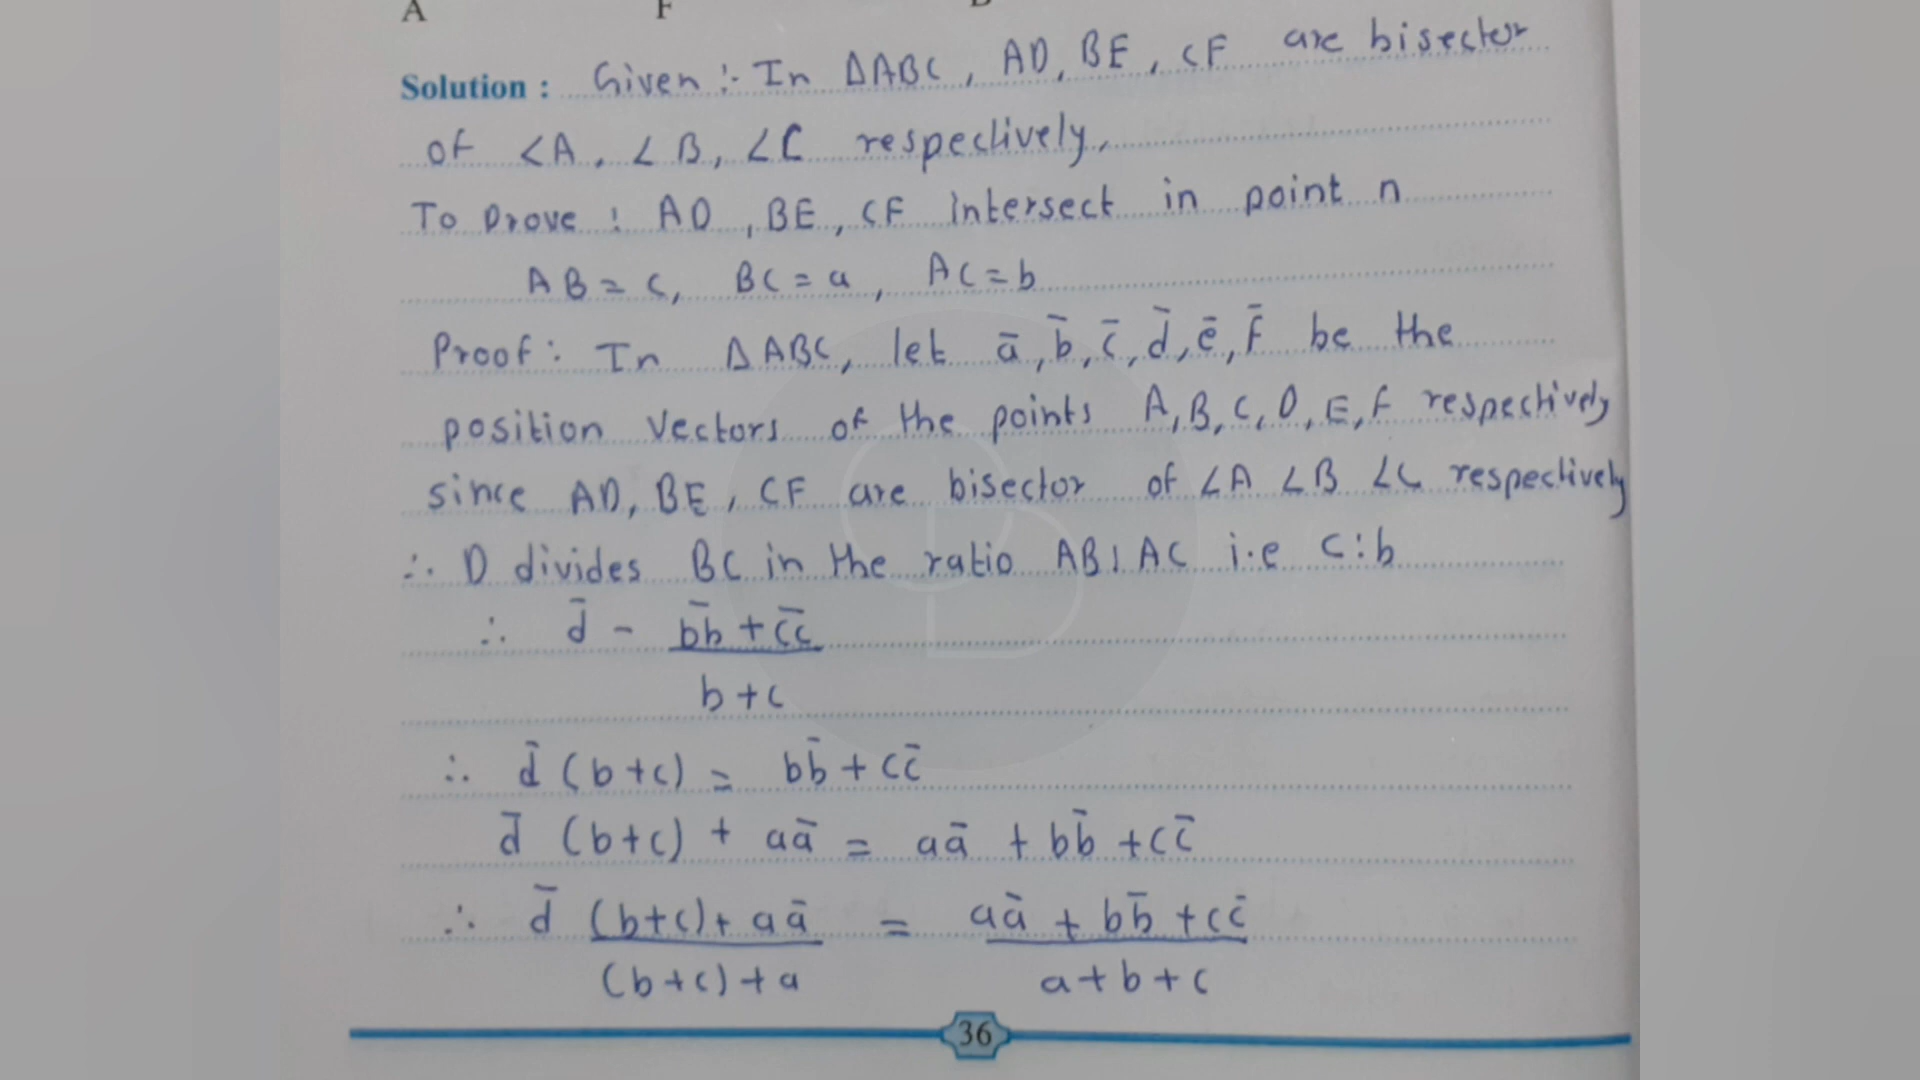 A F
Solution : Given :- In ΔABC, AD, BE, CF are bisector
of <A, ∠B, ∠C respectively.
To prove : AD, BE, CF intersect in point n
AB = c, BC = a, AC = b
Proof : In ΔABC, let ā, b̄, c̄, d̄, ē, f̄ be the
position vectors of the points A, B, C, D, E, F respectively
since AD, BE, CF are bisector of ∠A ∠B ∠C respectively
∴ D divides BC in the ratio AB : AC i.e c:b
∴ d̄ - b̄b + c̄c
b + c
∴ d̄ (b+c) = bb̄ + cc̄
d̄ (b+c) + aā = aā + bb̄ + cc̄
∴ d̄ (b+c) + aā = aā + bb̄ + cc̄
(b+c) + a a + b + c
36